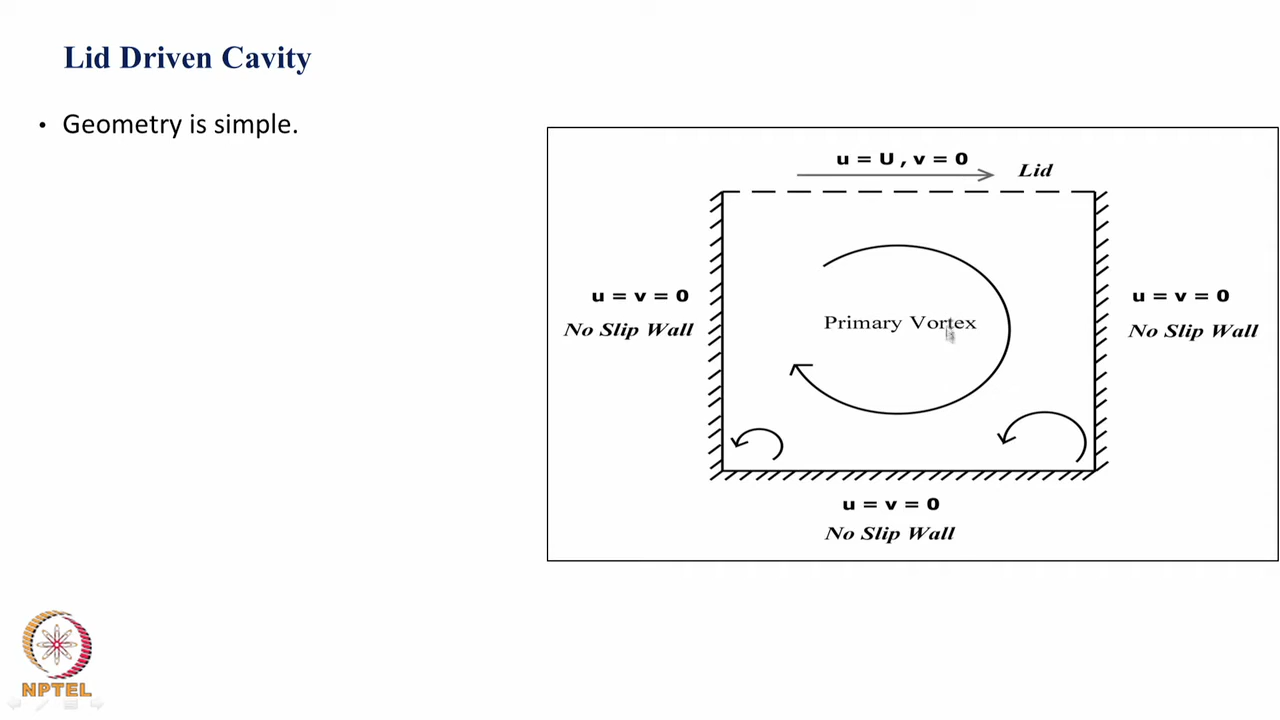 Lid Driven Cavity
• Geometry is simple.
u = U , v = 0
Lid
u = v = 0
No Slip Wall
Primary Vortex
u = v = 0
No Slip Wall
u = v = 0
No Slip Wall
NPTEL